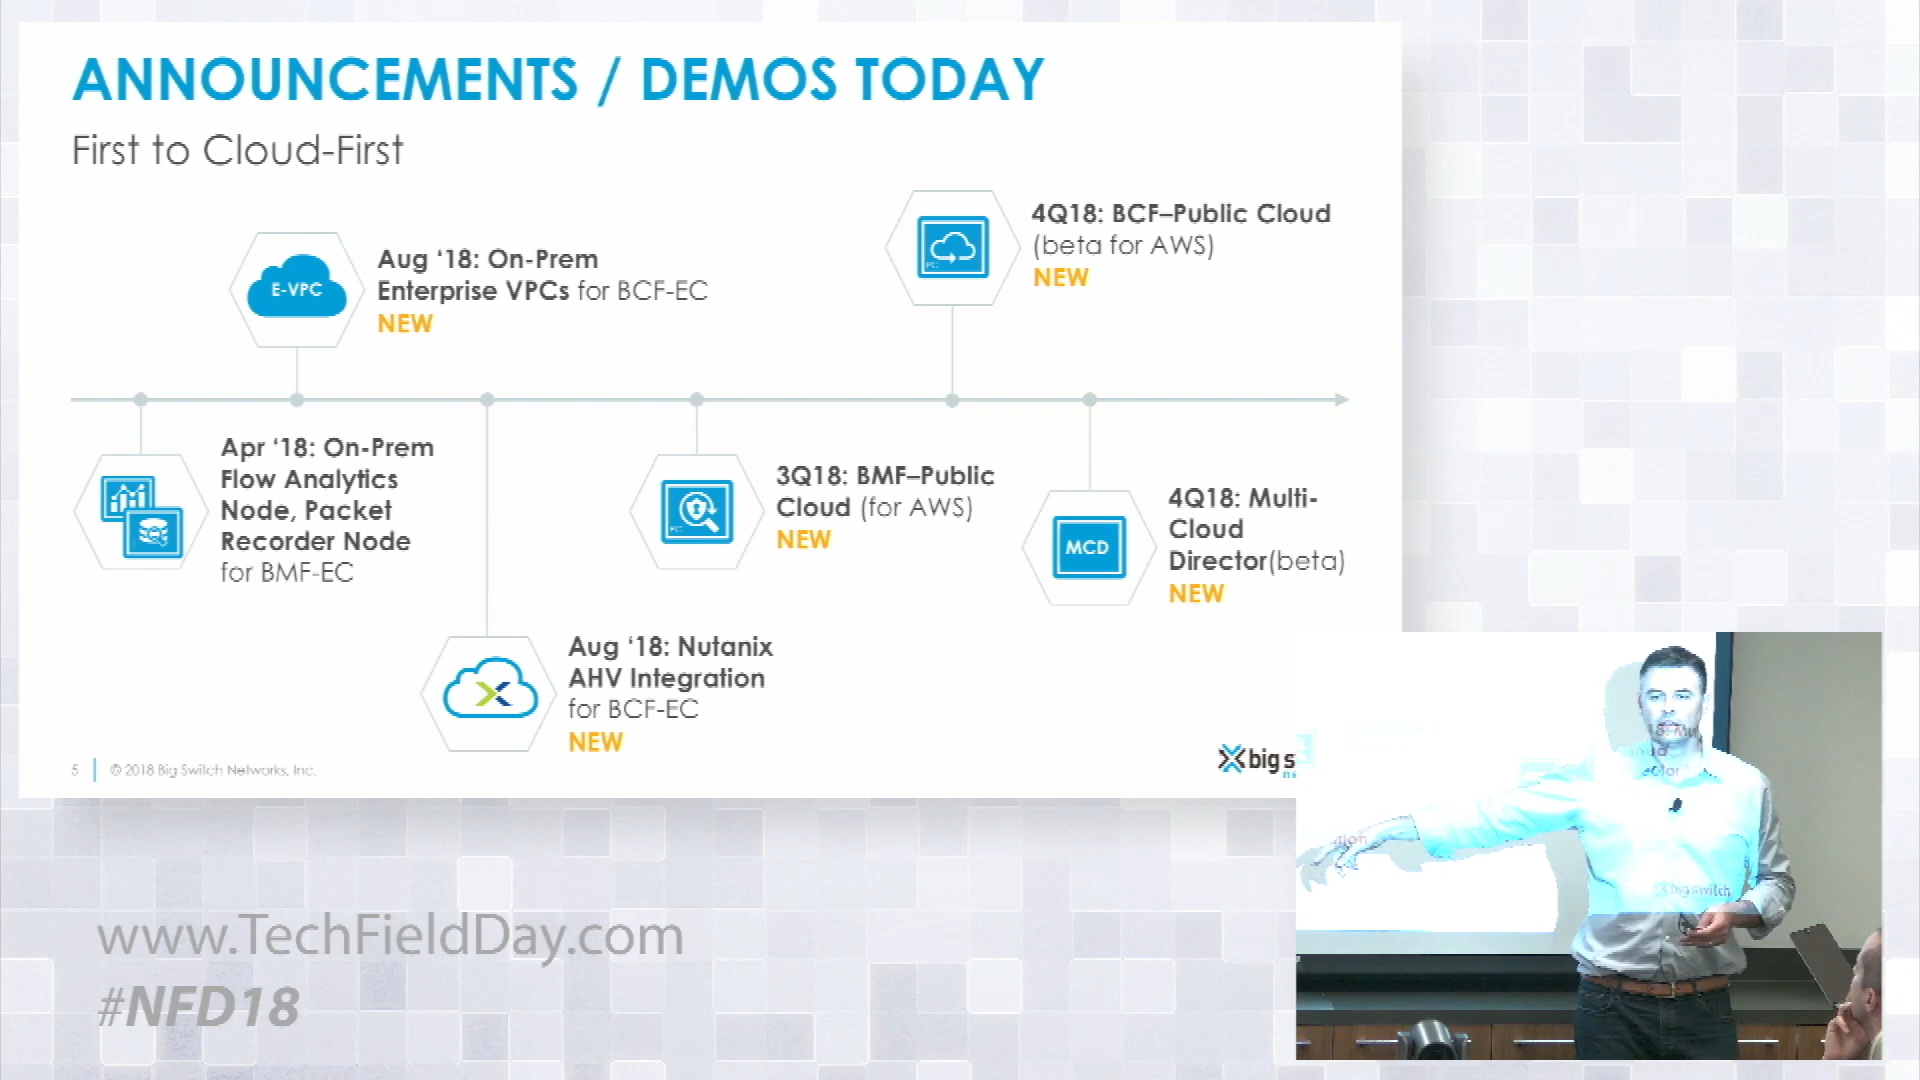 ANNOUNCEMENTS / DEMOS TODAY
First to Cloud-First
E-VPC
Aug ‘18: On-Prem
Enterprise VPCs for BCF-EC
NEW
PC
4Q18: BCF–Public Cloud
(beta for AWS)
NEW
Apr ‘18: On-Prem
Flow Analytics
Node, Packet
Recorder Node
for BMF-EC
PC
3Q18: BMF–Public
Cloud (for AWS)
NEW
MCD
4Q18: Multi-
Cloud
Director(beta)
NEW
Aug ‘18: Nutanix
AHV Integration
for BCF-EC
NEW
5
© 2018 Big Switch Networks, Inc.
big s
big switch
www.TechFieldDay.com
#NFD18